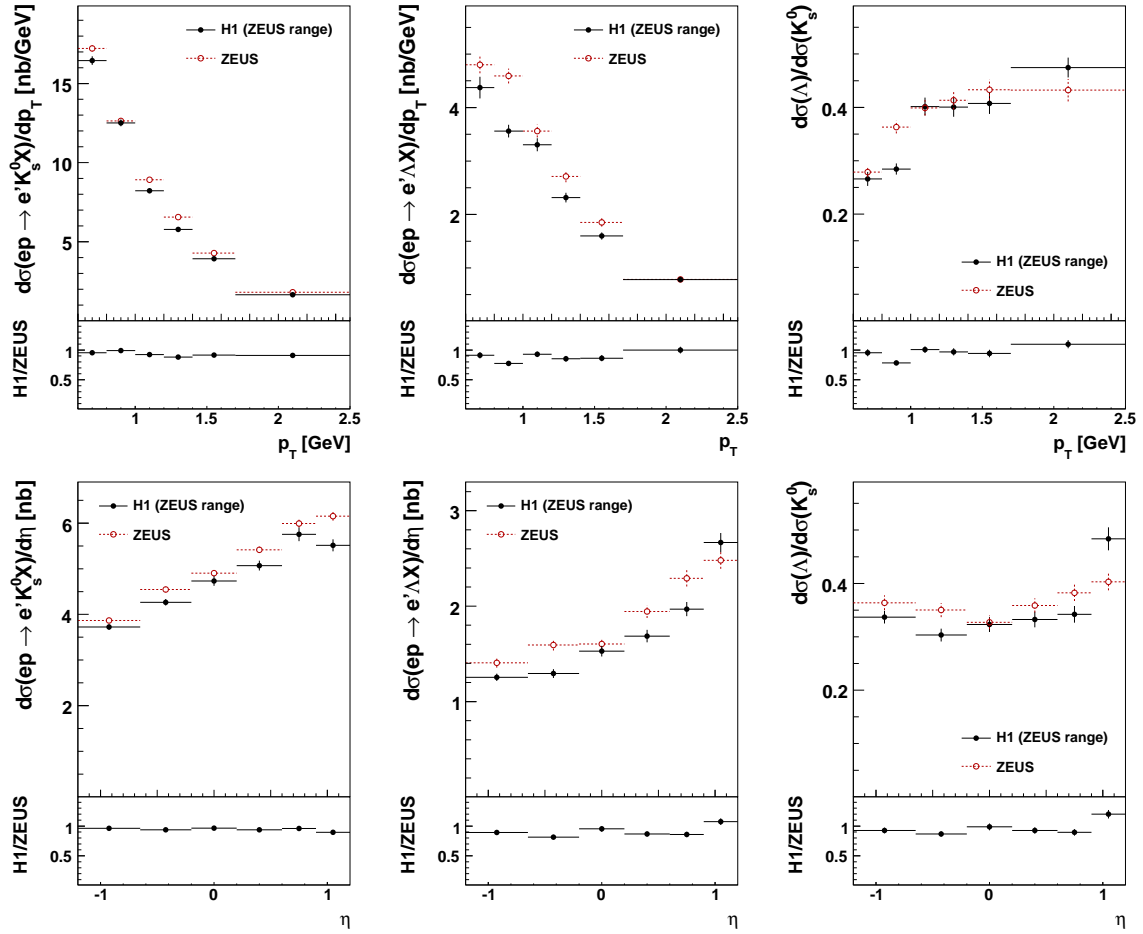 dσ(ep → e'K⁰ₛX)/dp_T [nb/GeV]
5
10
15
H1 (ZEUS range)
ZEUS
H1/ZEUS
0.5
1
1
1.5
2
2.5
p_T [GeV]
dσ(ep → e'ΛX)/dp_T [nb/GeV]
2
4
H1 (ZEUS range)
ZEUS
H1/ZEUS
0.5
1
1
1.5
2
2.5
p_T
dσ(Λ)/dσ(K⁰ₛ)
0.2
0.4
H1 (ZEUS range)
ZEUS
H1/ZEUS
0.5
1
1
1.5
2
2.5
p_T [GeV]
dσ(ep → e'K⁰ₛX)/dη [nb]
2
4
6
H1 (ZEUS range)
ZEUS
H1/ZEUS
0.5
1
-1
0
1
η
dσ(ep → e'ΛX)/dη [nb]
1
2
3
H1 (ZEUS range)
ZEUS
H1/ZEUS
0.5
1
-1
0
1
η
dσ(Λ)/dσ(K⁰ₛ)
0.2
0.4
H1 (ZEUS range)
ZEUS
H1/ZEUS
0.5
1
-1
0
1
η